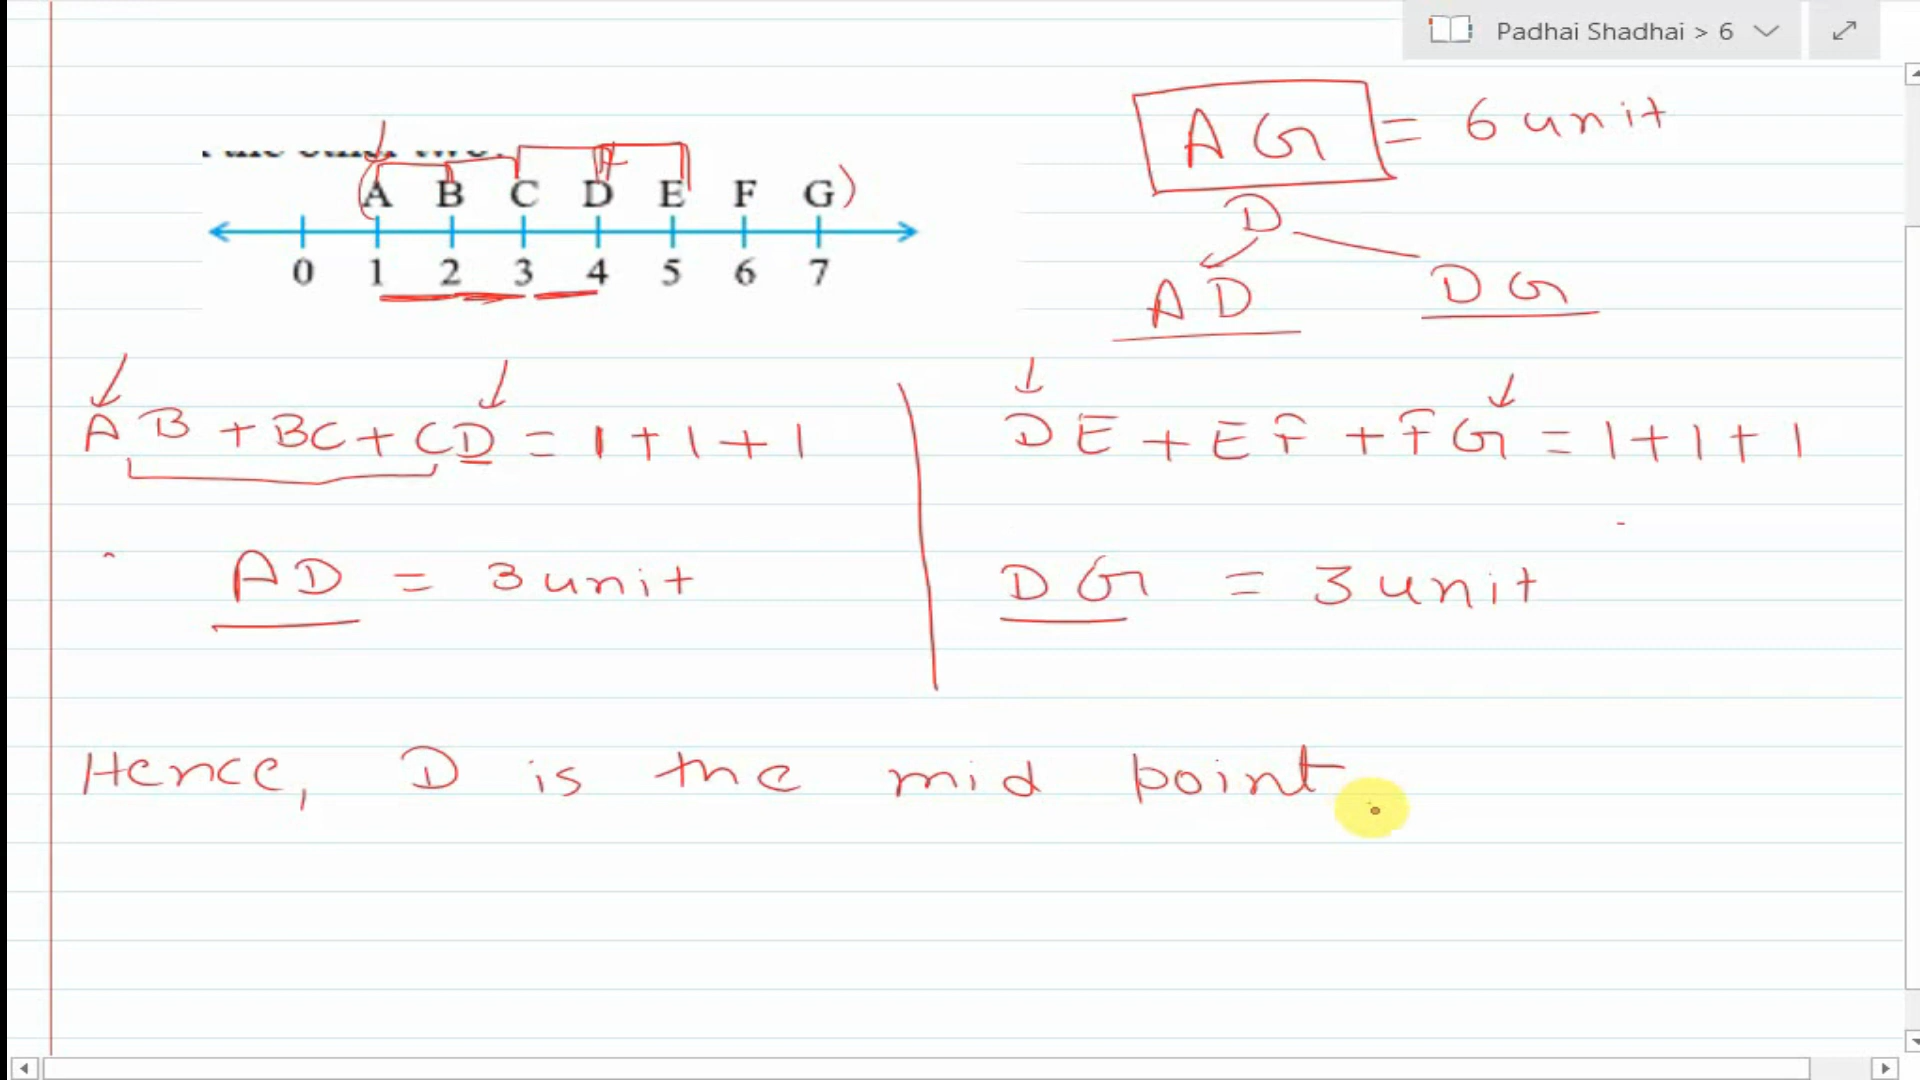 Padhai Shadhai > 6
AG = 6 unit
A B C D E F G)
D
0 1 2 3 4 5 6 7
AD DG
AB + BC + CD = 1 + 1 + 1
DE + EF + FG = 1 + 1 + 1
AD = 3 unit
DG = 3 unit
Hence, D is the mid point